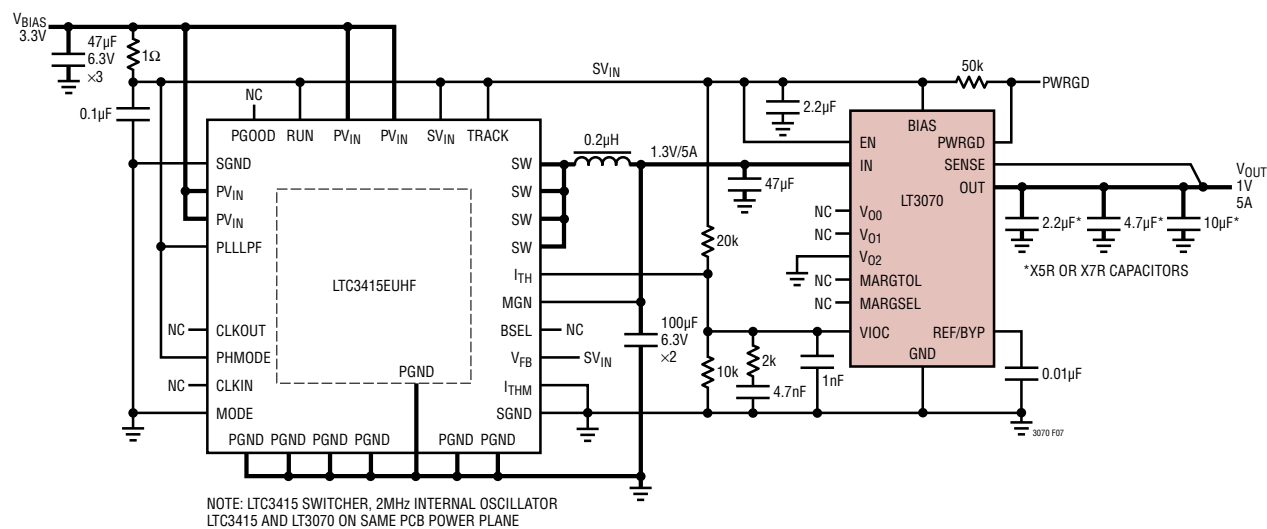 VBIAS
3.3V
47µF
6.3V
×3
1Ω
0.1µF
NC
SVIN
50k
PWRGD
2.2µF
PGOOD
RUN
PVIN
PVIN
SVIN
TRACK
SGND
PVIN
PVIN
PLLLPF
NC
CLKOUT
PHMODE
NC
CLKIN
MODE
LTC3415EUHF
PGND
PGND
PGND
PGND
PGND
PGND
PGND
SW
SW
SW
SW
ITH
MGN
BSEL
NC
VFB
SVIN
ITHM
SGND
0.2µH
1.3V/5A
47µF
20k
100µF
6.3V
×2
10k
2k
4.7nF
1nF
BIAS
EN
PWRGD
IN
SENSE
OUT
LT3070
NC
VO0
NC
VO1
VO2
NC
MARGTOL
NC
MARGSEL
VIOC
REF/BYP
GND
0.01µF
VOUT
1V
5A
2.2µF*
4.7µF*
10µF*
*X5R OR X7R CAPACITORS
3070 F07
NOTE: LTC3415 SWITCHER, 2MHz INTERNAL OSCILLATOR
LTC3415 AND LT3070 ON SAME PCB POWER PLANE